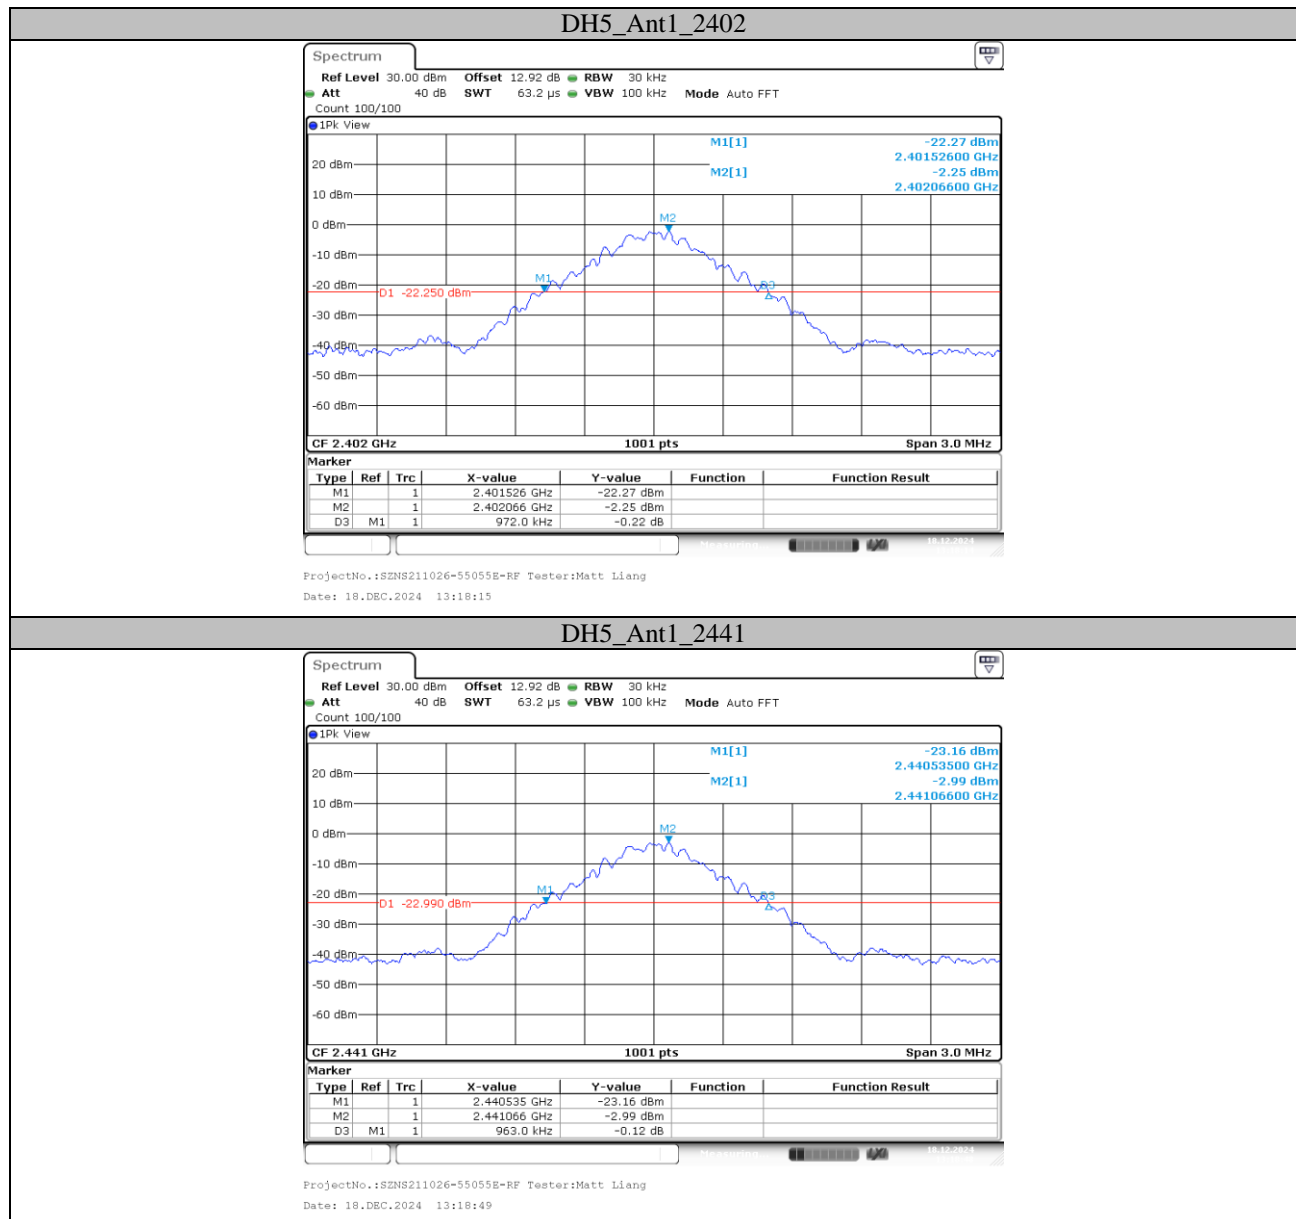 DH5_Ant1_2402
Spectrum
Ref Level 30.00 dBm Offset 12.92 dB RBW 30 kHz
Att 40 dB SWT 63.2 µs VBW 100 kHz Mode Auto FFT
Count 100/100
1Pk View
M1[1] -22.27 dBm
2.40152600 GHz
20 dBm
M2[1] -2.25 dBm
2.40206600 GHz
10 dBm
M2
0 dBm
-10 dBm
M1
-20 dBm
D3
D1 -22.250 dBm
-30 dBm
-40 dBm
-50 dBm
-60 dBm
CF 2.402 GHz 1001 pts Span 3.0 MHz
Marker
Type Ref Trc X-value Y-value Function Function Result
M1 1 2.401526 GHz -22.27 dBm
M2 1 2.402066 GHz -2.25 dBm
D3 M1 1 972.0 kHz -0.22 dB
Measuring... 18.12.2024
ProjectNo.:SZNS211026-55055E-RF Tester:Matt Liang
Date: 18.DEC.2024 13:18:15
DH5_Ant1_2441
Spectrum
Ref Level 30.00 dBm Offset 12.92 dB RBW 30 kHz
Att 40 dB SWT 63.2 µs VBW 100 kHz Mode Auto FFT
Count 100/100
1Pk View
M1[1] -23.16 dBm
2.44053500 GHz
20 dBm
M2[1] -2.99 dBm
2.44106600 GHz
10 dBm
M2
0 dBm
-10 dBm
M1
-20 dBm
D3
D1 -22.990 dBm
-30 dBm
-40 dBm
-50 dBm
-60 dBm
CF 2.441 GHz 1001 pts Span 3.0 MHz
Marker
Type Ref Trc X-value Y-value Function Function Result
M1 1 2.440535 GHz -23.16 dBm
M2 1 2.441066 GHz -2.99 dBm
D3 M1 1 963.0 kHz -0.12 dB
Measuring... 18.12.2024
ProjectNo.:SZNS211026-55055E-RF Tester:Matt Liang
Date: 18.DEC.2024 13:18:49